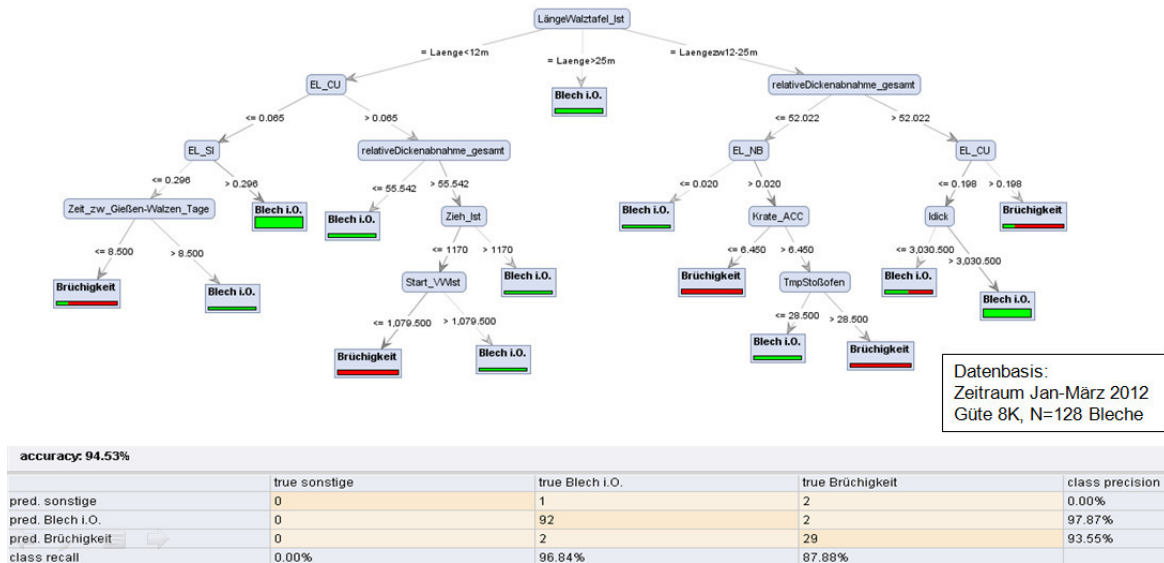 LängeWalztafel_Ist
= Laenge<12m
= Laenge>25m
= Laengezw12-25m
EL_CU
Blech i.O.
relativeDickenabnahme_gesamt
<= 0.065
> 0.065
<= 52.022
> 52.022
EL_SI
relativeDickenabnahme_gesamt
EL_NB
EL_CU
<= 0.296
> 0.296
<= 55.542
> 55.542
<= 0.020
> 0.020
<= 0.198
> 0.198
Zeit_zw_Gießen-Walzen_Tage
Blech i.O.
Blech i.O.
Zieh_Ist
Blech i.O.
Krate_ACC
Idick
Brüchigkeit
<= 8.500
> 8.500
<= 1170
> 1170
<= 6.450
> 6.450
<= 3,030.500
> 3,030.500
Brüchigkeit
Blech i.O.
Start_VWIst
Blech i.O.
Brüchigkeit
TmpStoßofen
Blech i.O.
Blech i.O.
<= 1,079.500
> 1,079.500
<= 28.500
> 28.500
Brüchigkeit
Blech i.O.
Blech i.O.
Brüchigkeit
Datenbasis:
Zeitraum Jan-März 2012
Güte 8K, N=128 Bleche
accuracy: 94.53%
true sonstige true Blech i.O. true Brüchigkeit class precision
pred. sonstige 0 1 2 0.00%
pred. Blech i.O. 0 92 2 97.87%
pred. Brüchigkeit 0 2 29 93.55%
class recall 0.00% 96.84% 87.88%